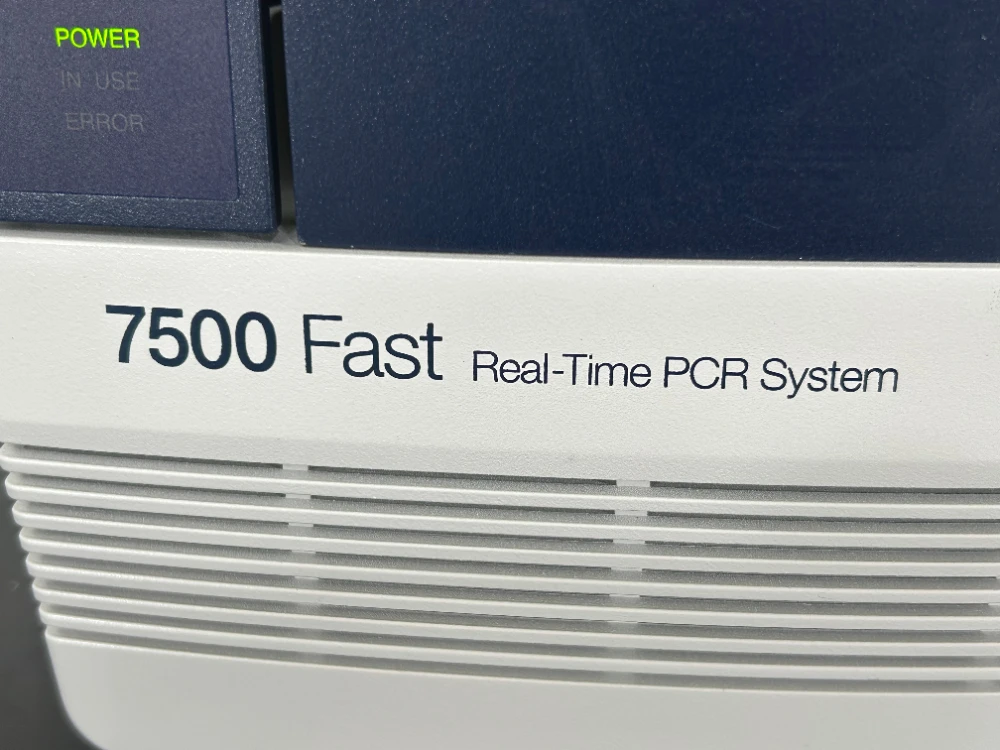 POWER
IN USE
ERROR
7500 Fast Real-Time PCR System